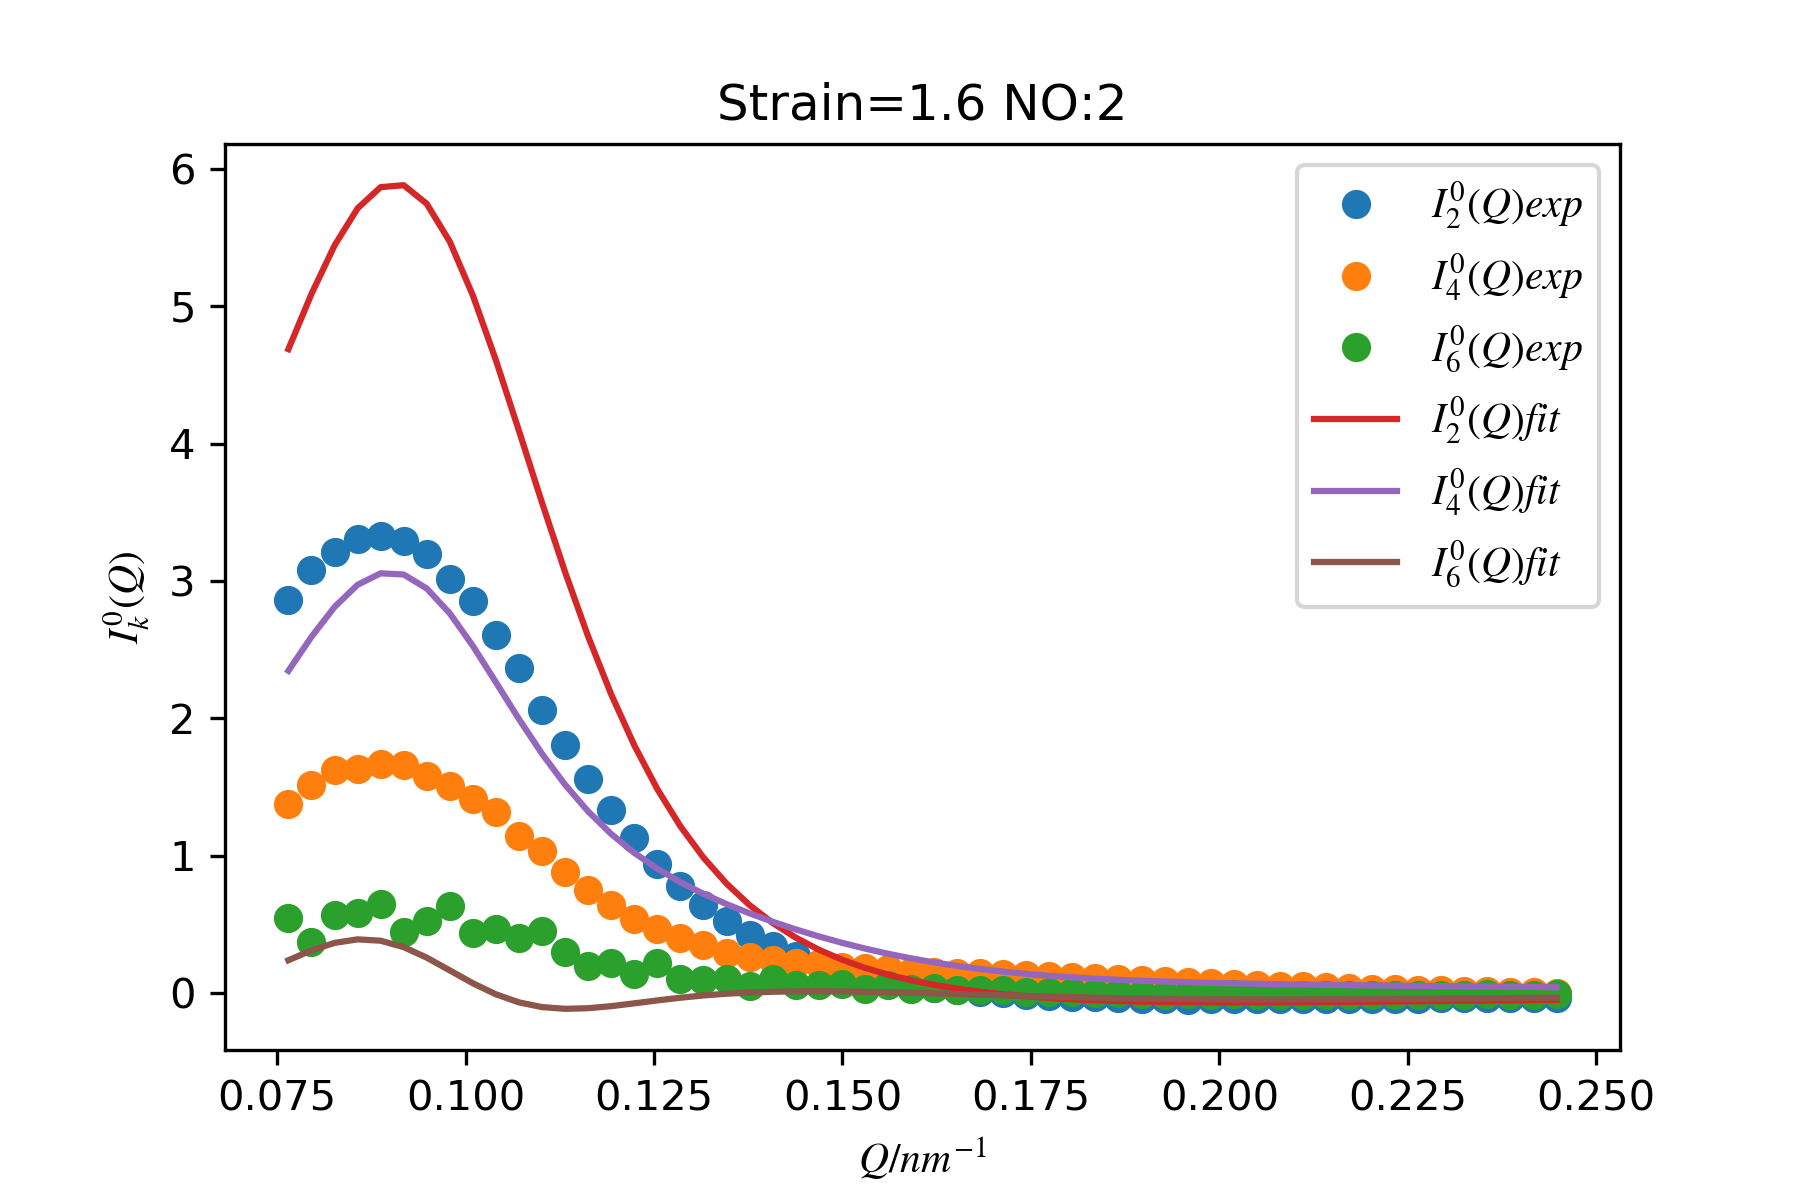 Strain=1.6 NO:2
6
5
4
3
2
1
0
I_k^0(Q)
I_2^0(Q)exp
I_4^0(Q)exp
I_6^0(Q)exp
I_2^0(Q)fit
I_4^0(Q)fit
I_6^0(Q)fit
0.075 0.100 0.125 0.150 0.175 0.200 0.225 0.250
Q/nm^{-1}